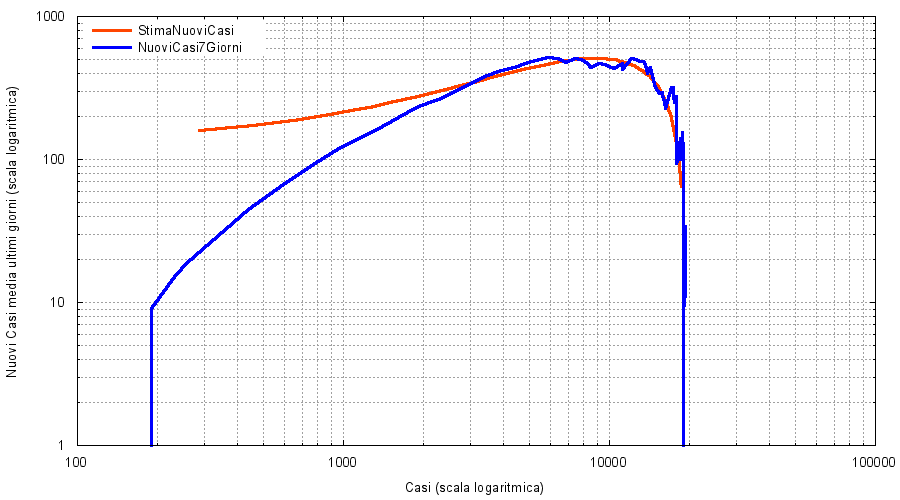 StimaNuoviCasi
NuoviCasi7Giorni
1000
100
10
1
Nuovi Casi media ultimi giorni (scala logaritmica)
100 1000 10000 100000
Casi (scala logaritmica)